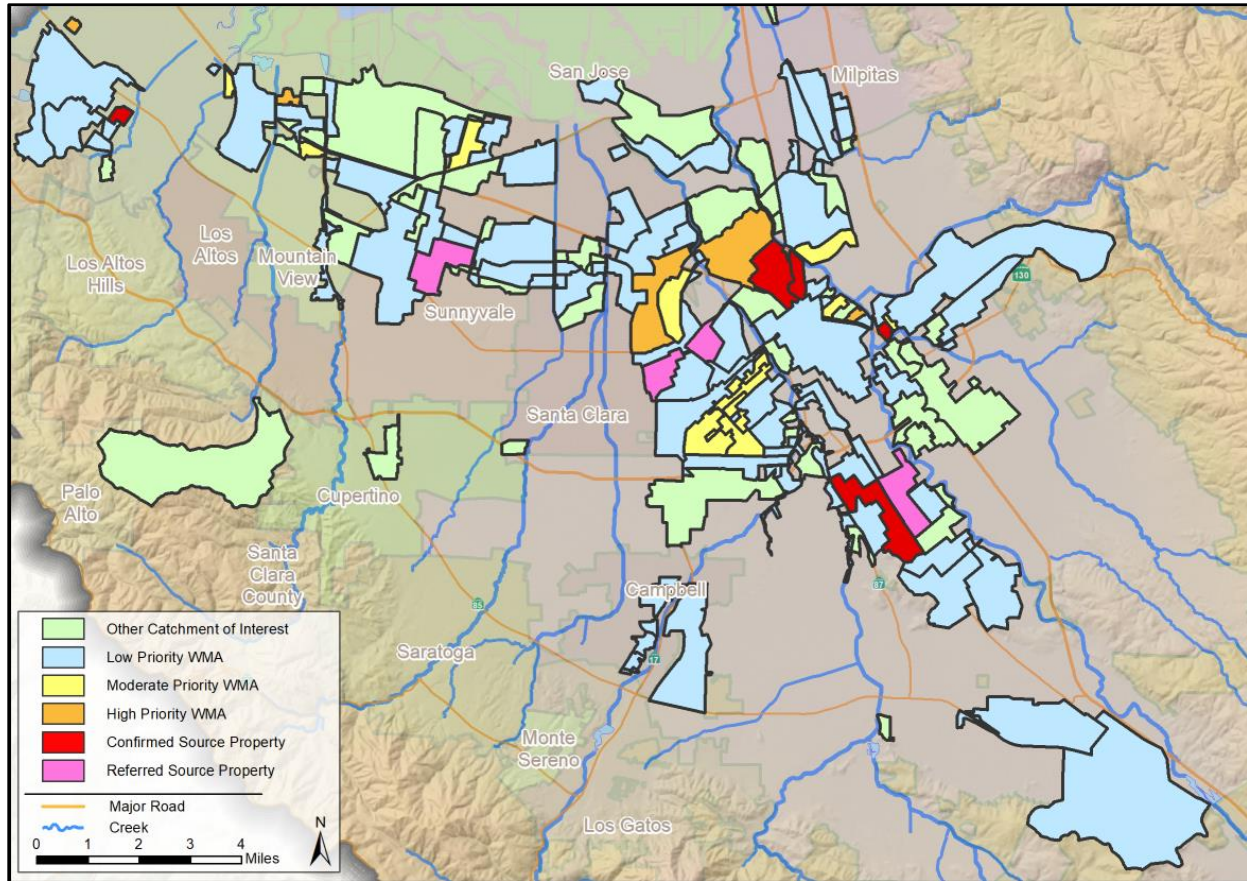 San Jose
Milpitas
Los
Altos
Los Altos
Hills
Mountain
View
130
Sunnyvale
Santa Clara
Palo
Alto
Cupertino
Santa
Clara
County
85
Campbell
87
17
Saratoga
Monte
Sereno
Los Gatos
Other Catchment of Interest
Low Priority WMA
Moderate Priority WMA
High Priority WMA
Confirmed Source Property
Referred Source Property
Major Road
Creek
N
0 1 2 3 4
Miles